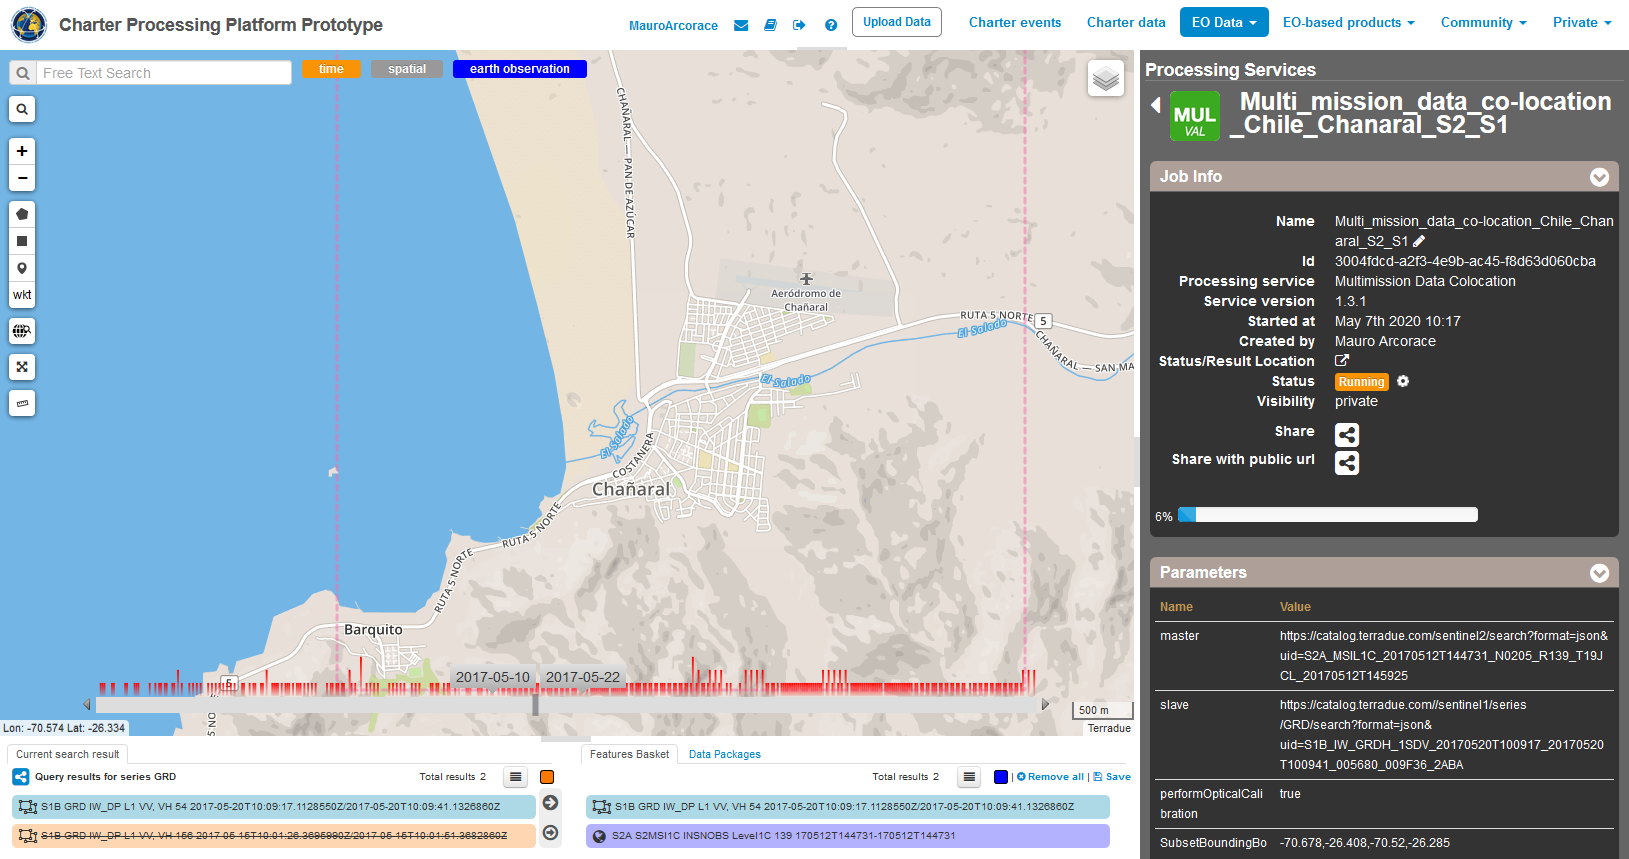 Charter Processing Platform Prototype
MauroArcorace
Upload Data
Charter events
Charter data
EO Data
EO-based products
Community
Private
Free Text Search
time
spatial
earth observation
wkt
CHAÑARAL — PAN DE AZÚCAR
Aeródromo de
Chañaral
RUTA 5 NORTE
5
El Salado
CHAÑARAL — SAN MA
El Salado
El Salado
COSTANERA
Chañaral
RUTA 5 NORTE
RUTA 5 NORTE
Barquito
5
2017-05-10
2017-05-22
500 m
Lon: -70.574 Lat: -26.334
Terradue
Processing Services
MUL
VAL
Multi_mission_data_co-location
_Chile_Chanaral_S2_S1
Job Info
Name Multi_mission_data_co-location_Chile_Chan
aral_S2_S1
Id 3004fdcd-a2f3-4e9b-ac45-f8d63d060cba
Processing service Multimission Data Colocation
Service version 1.3.1
Started at May 7th 2020 10:17
Created by Mauro Arcorace
Status/Result Location
Status Running
Visibility private
Share
Share with public url
6%
Parameters
Name Value
master https://catalog.terradue.com/sentinel2/search?format=json&
uid=S2A_MSIL1C_20170512T144731_N0205_R139_T19J
CL_20170512T145925
slave https://catalog.terradue.com//sentinel1/series
/GRD/search?format=json&
uid=S1B_IW_GRDH_1SDV_20170520T100917_20170520
T100941_005680_009F36_2ABA
performOpticalCali true
bration
SubsetBoundingBo -70.678,-26.408,-70.52,-26.285
Current search result
Query results for series GRD
Total results 2
S1B GRD IW_DP L1 VV, VH 54 2017-05-20T10:09:17.1128550Z/2017-05-20T10:09:41.1326860Z
S1B GRD IW_DP L1 VV, VH 156 2017-05-15T10:01:26.3695990Z/2017-05-15T10:01:51.3682860Z
Features Basket
Data Packages
Total results 2
| Remove all | Save
S1B GRD IW_DP L1 VV, VH 54 2017-05-20T10:09:17.1128550Z/2017-05-20T10:09:41.1326860Z
S2A S2MSI1C INSNOBS Level1C 139 170512T144731-170512T144731